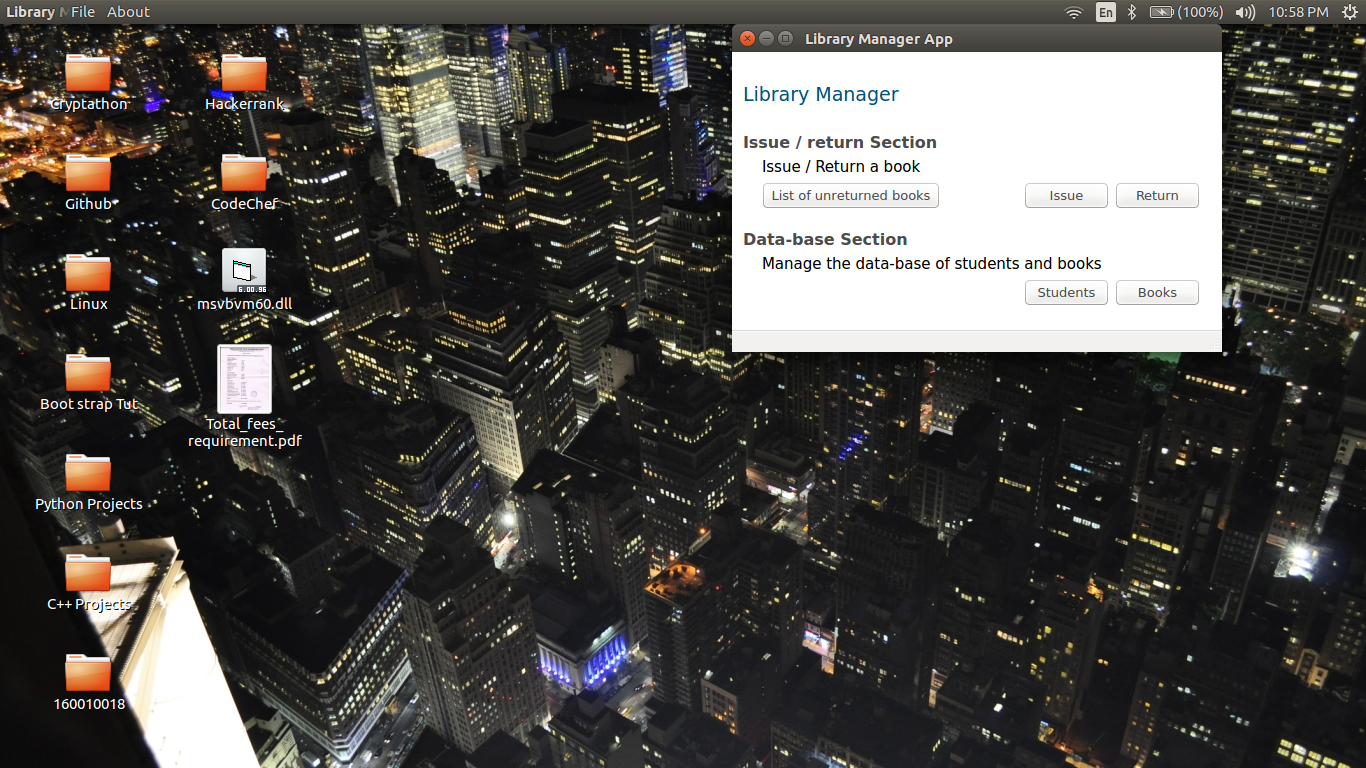 Library M File About
En (100%) 10:58 PM
Cryptathon
Hackerrank
Github
CodeChef
Linux
msvbvm60.dll
6.00.96
Boot strap Tut
Total_fees_
requirement.pdf
Python Projects
C++ Projects
160010018
Library Manager App
Library Manager
Issue / return Section
Issue / Return a book
List of unreturned books Issue Return
Data-base Section
Manage the data-base of students and books
Students Books